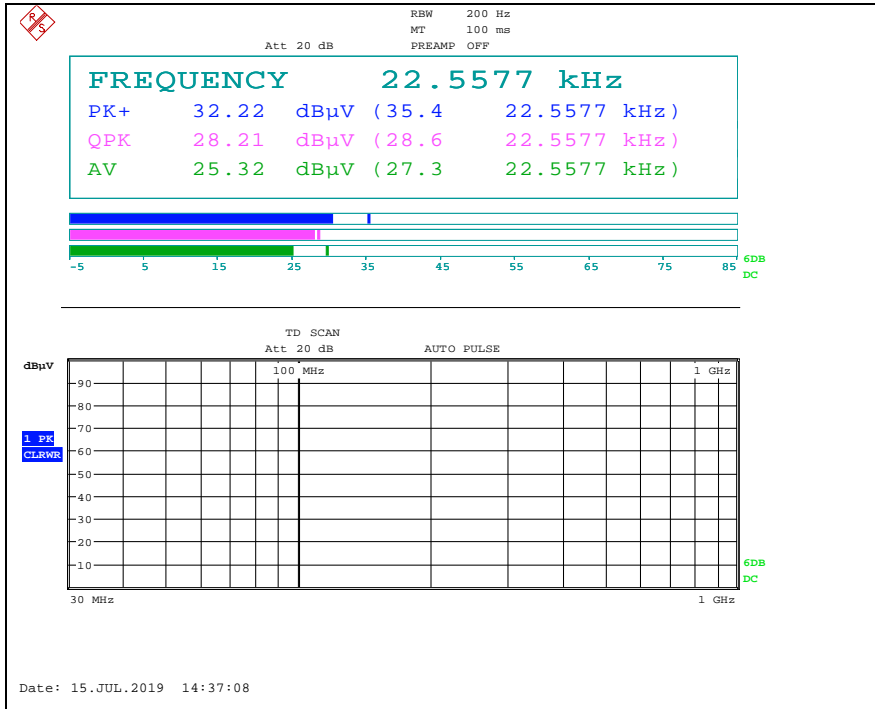 R S
RBW 200 Hz
MT 100 ms
Att 20 dB PREAMP OFF
FREQUENCY 22.5577 kHz
PK+ 32.22 dBµV (35.4 22.5577 kHz)
QPK 28.21 dBµV (28.6 22.5577 kHz)
AV 25.32 dBµV (27.3 22.5577 kHz)
-5 5 15 25 35 45 55 65 75 85
6DB
DC
TD SCAN
Att 20 dB AUTO PULSE
dBµV
100 MHz 1 GHz
90
80
70
1 PK
CLRWR
60
50
40
30
20
10
6DB
DC
30 MHz 1 GHz
Date: 15.JUL.2019 14:37:08